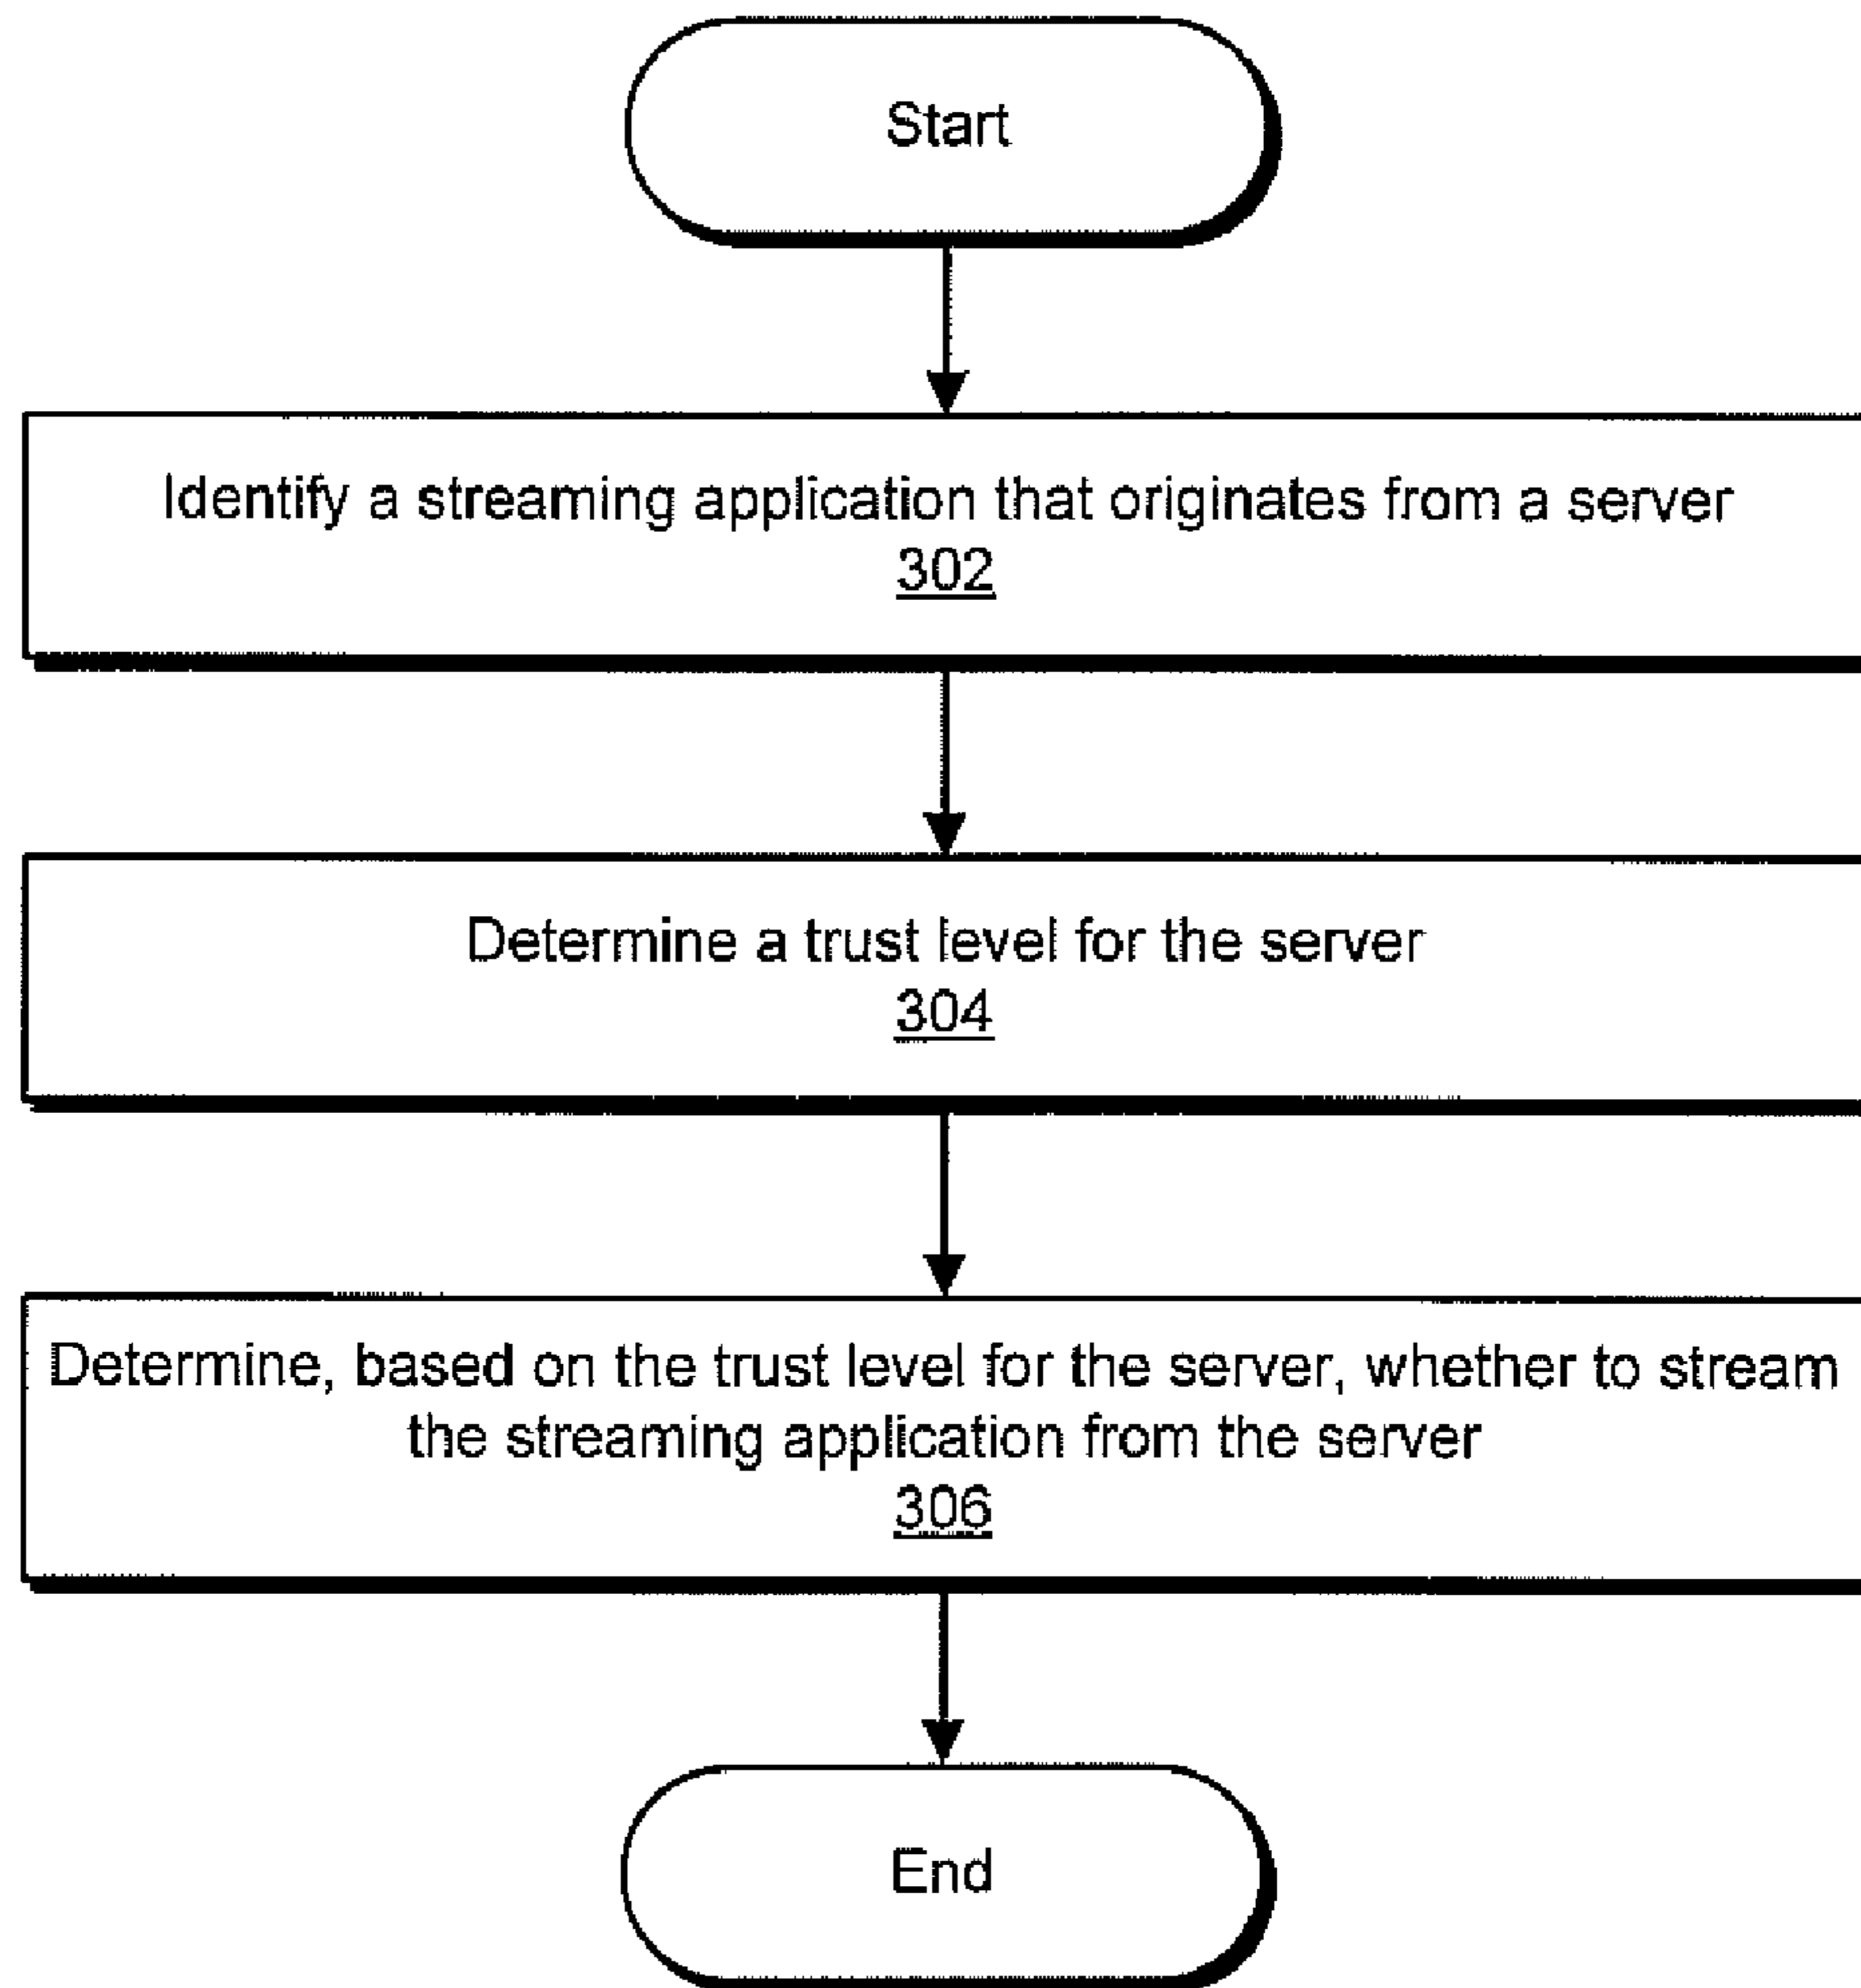 Start
Identify a streaming application that originates from a server
302
Determine a trust level for the server
304
Determine, based on the trust level for the server, whether to stream
the streaming application from the server
306
End